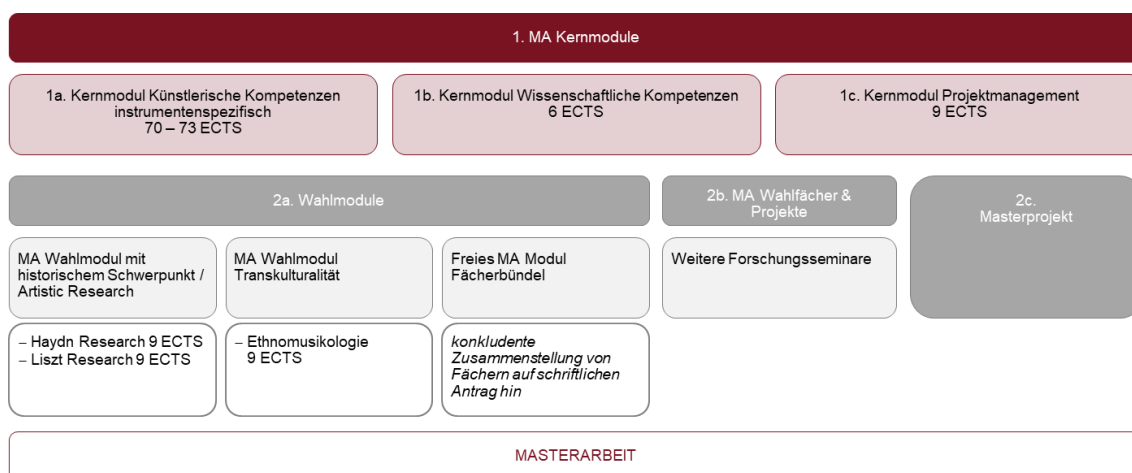 1. MA Kernmodule
1a. Kernmodul Künstlerische Kompetenzen
instrumentenspezifisch
70 – 73 ECTS
1b. Kernmodul Wissenschaftliche Kompetenzen
6 ECTS
1c. Kernmodul Projektmanagement
9 ECTS
2a. Wahlmodule
2b. MA Wahlfächer &
Projekte
2c.
Masterprojekt
MA Wahlmodul mit
historischem Schwerpunkt /
Artistic Research
MA Wahlmodul
Transkulturalität
Freies MA Modul
Fächerbündel
Weitere Forschungsseminare
– Haydn Research 9 ECTS
– Liszt Research 9 ECTS
– Ethnomusikologie
9 ECTS
konkludente
Zusammenstellung von
Fächern auf schriftlichen
Antrag hin
MASTERARBEIT